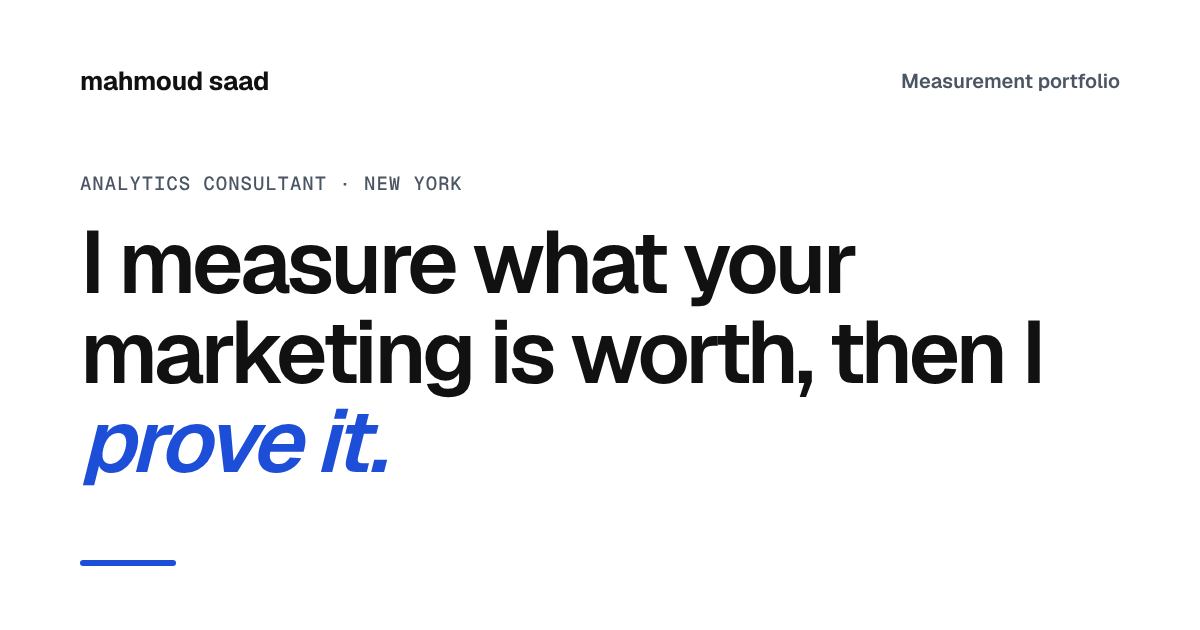 mahmoud saad
Measurement portfolio
ANALYTICS CONSULTANT · NEW YORK
I measure what your
marketing is worth, then I
prove it.